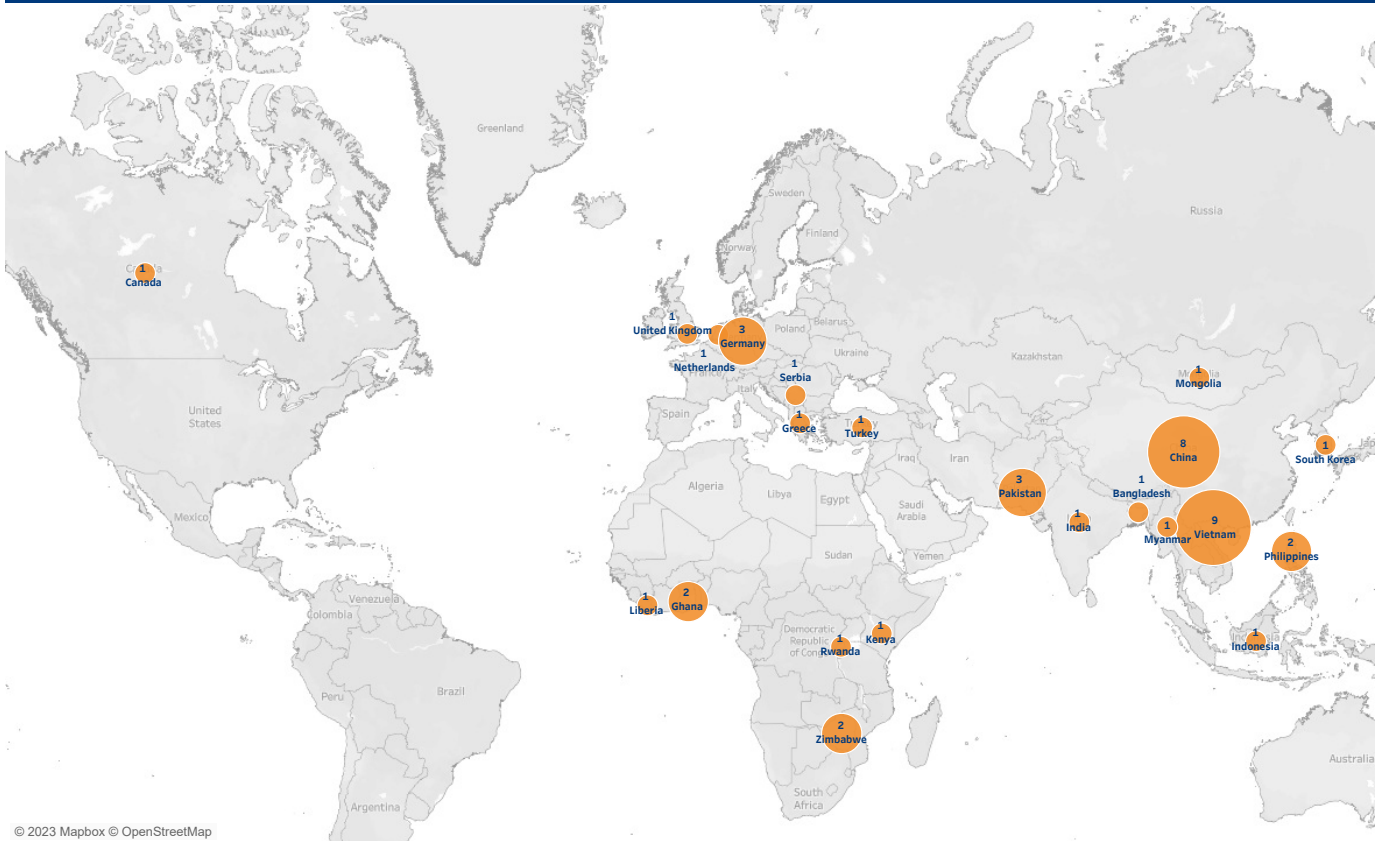 Greenland
Sweden
Russia
Norway
Finland
1
Canada
1
United Kingdom
3
Germany
Poland
Belarus
1
Netherlands
France
Ukraine
Kazakhstan
1
Serbia
Italy
1
Mongolia
United
States
Spain
1
Greece
1
Turkey
8
China
1
South Korea
Iraq
Iran
3
Pakistan
1
Bangladesh
Algeria
Libya
Egypt
Saudi
Arabia
1
India
1
Myanmar
9
Vietnam
Mexico
Sudan
Yemen
2
Philippines
Venezuela
Colombia
1
Liberia
2
Ghana
Democratic
Republic
of Congo
1
Rwanda
1
Kenya
1
Indonesia
Peru
Brazil
2
Zimbabwe
Australia
South
Africa
Argentina
© 2023 Mapbox © OpenStreetMap